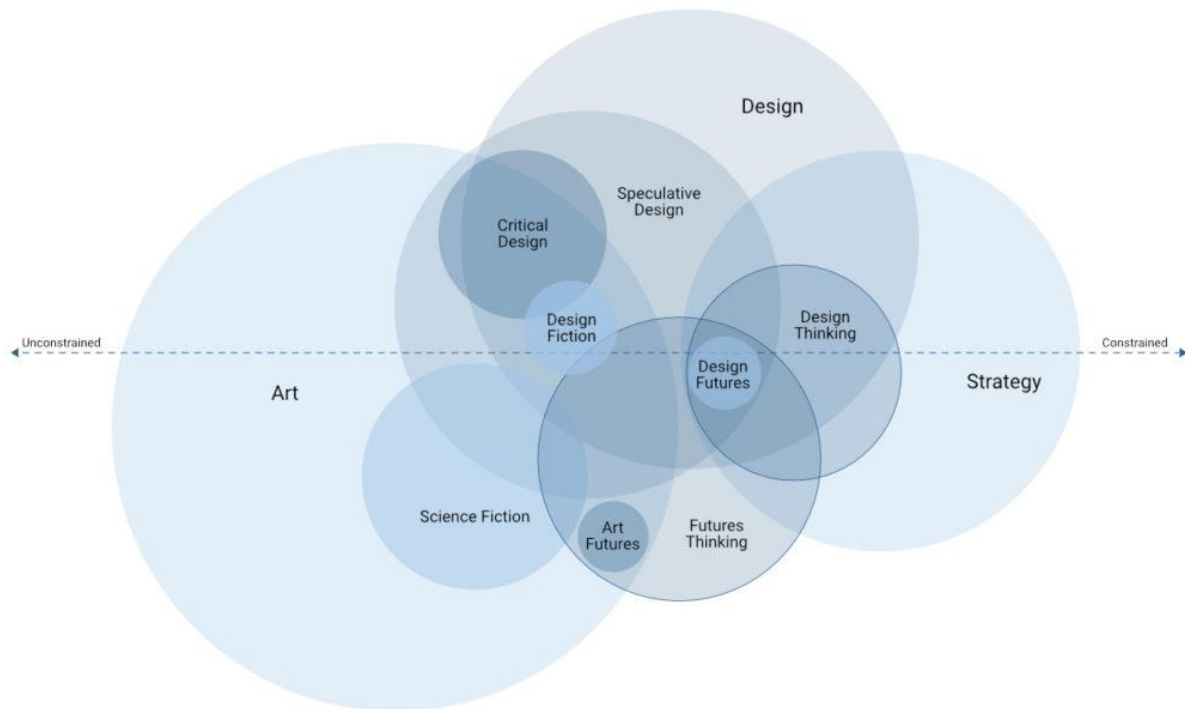 Design
Speculative
Design
Critical
Design
Design
Fiction
Design
Thinking
Unconstrained
Constrained
Design
Futures
Art
Strategy
Science Fiction
Art
Futures
Futures
Thinking